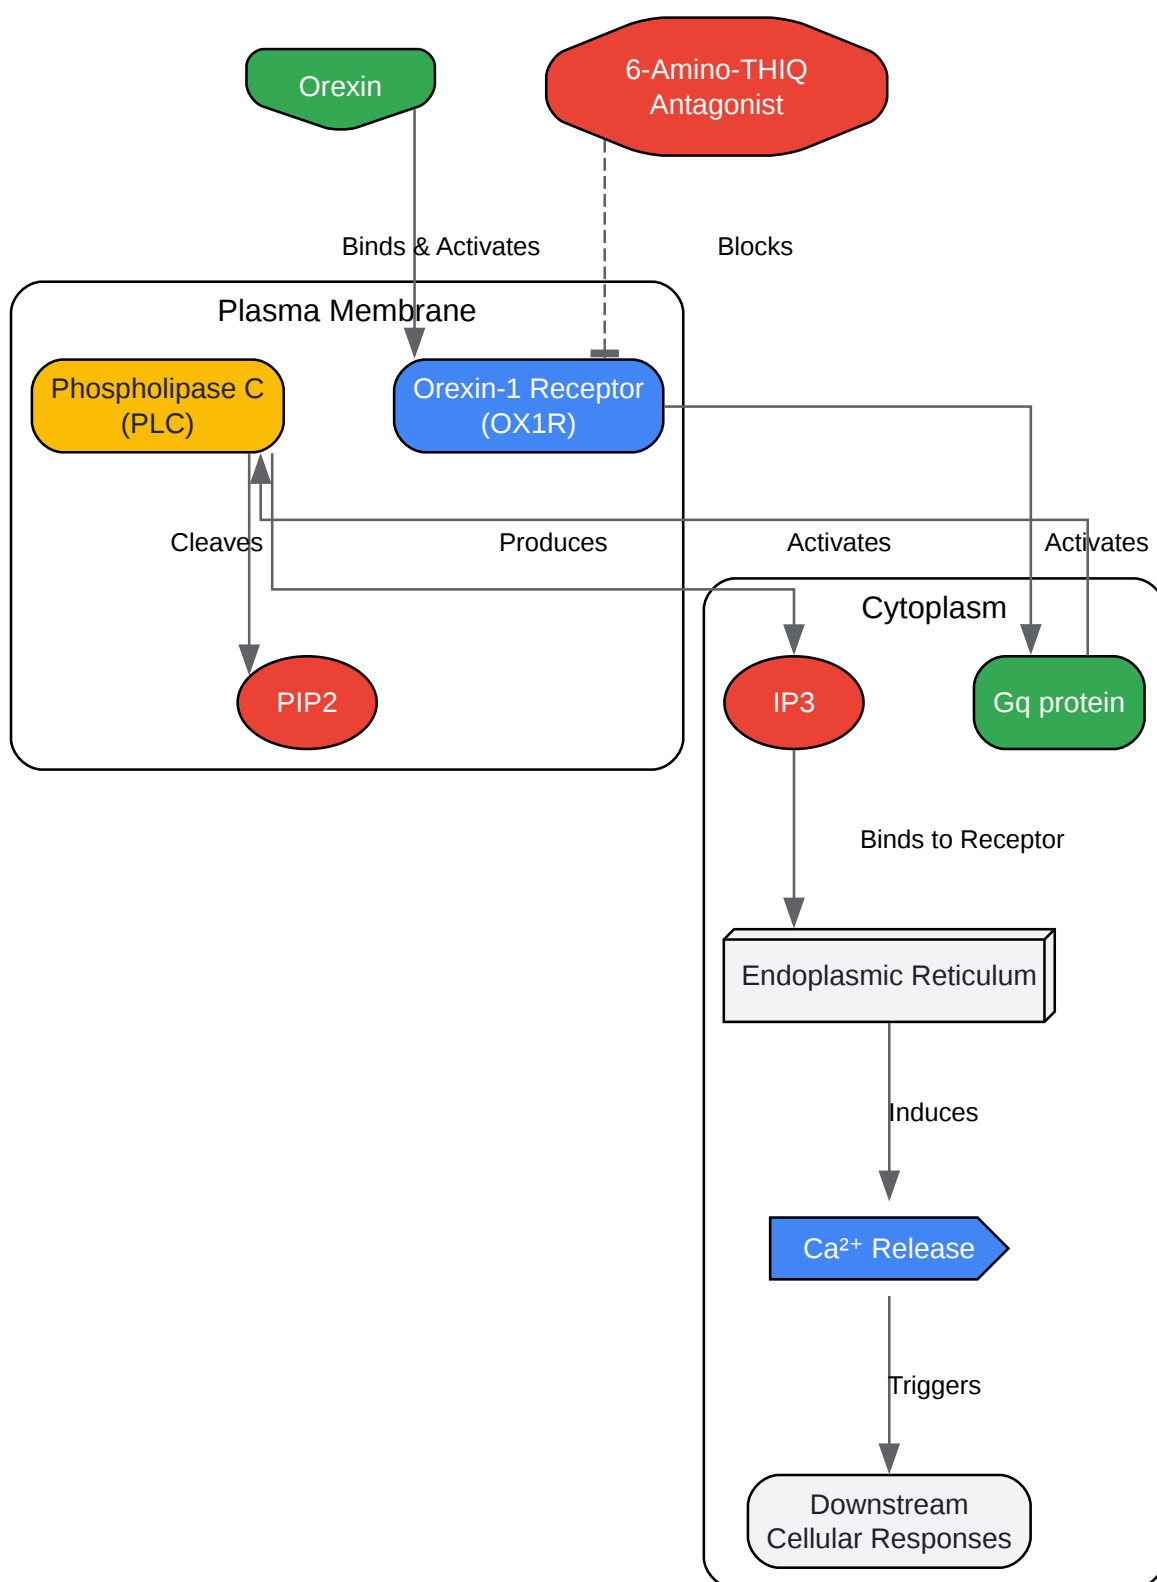 Orexin
6-Amino-THIQ
Antagonist
Binds & Activates
Blocks
Plasma Membrane
Phospholipase C
(PLC)
Orexin-1 Receptor
(OX1R)
Cleaves
Produces
Activates
Activates
Cytoplasm
PIP2
IP3
Gq protein
Binds to Receptor
Endoplasmic Reticulum
Induces
Ca²⁺ Release
Triggers
Downstream
Cellular Responses